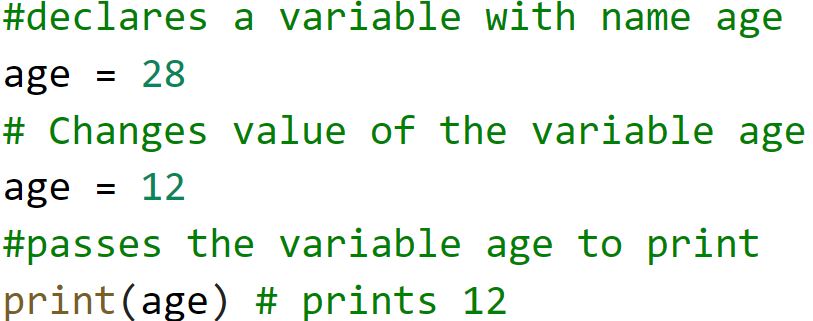 #declares a variable with name age
age = 28
# Changes value of the variable age
age = 12
#passes the variable age to print
print(age) # prints 12